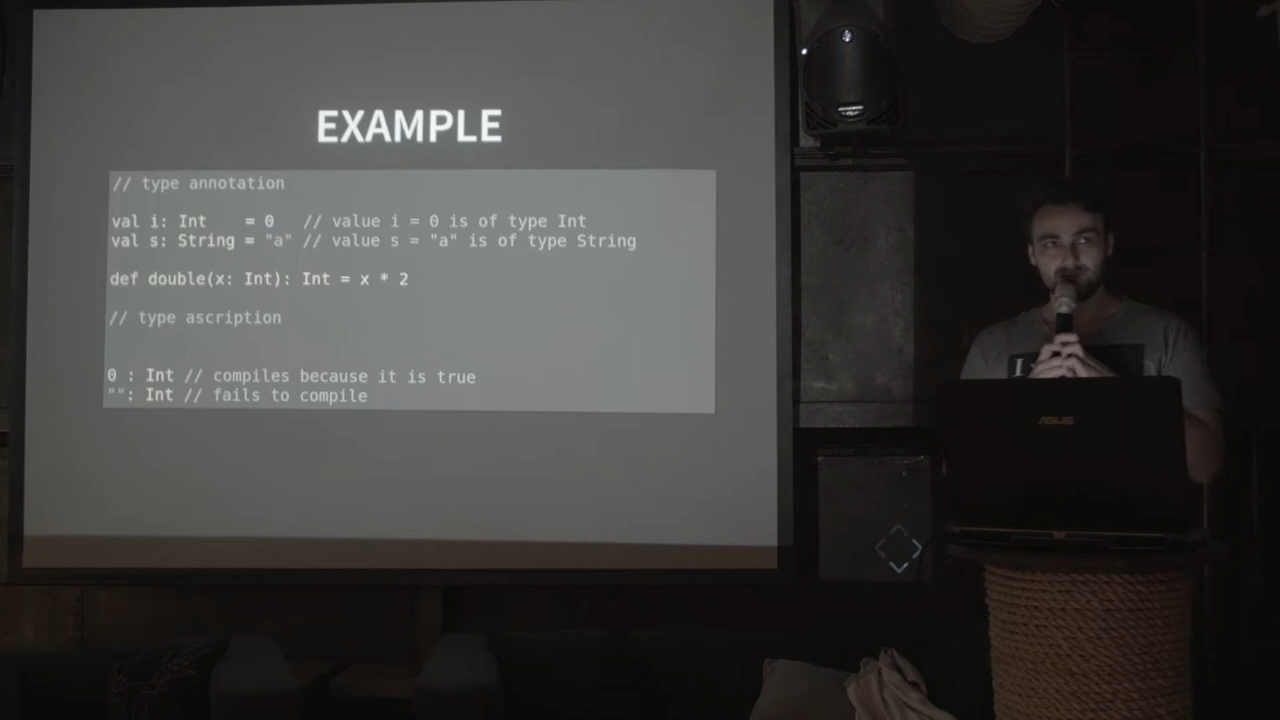 EXAMPLE
// type annotation
val i: Int    = 0   // value i = 0 is of type Int
val s: String = "a" // value s = "a" is of type String
def double(x: Int): Int = x * 2
// type ascription
0 : Int // compiles because it is true
"": Int // fails to compile
ASUS